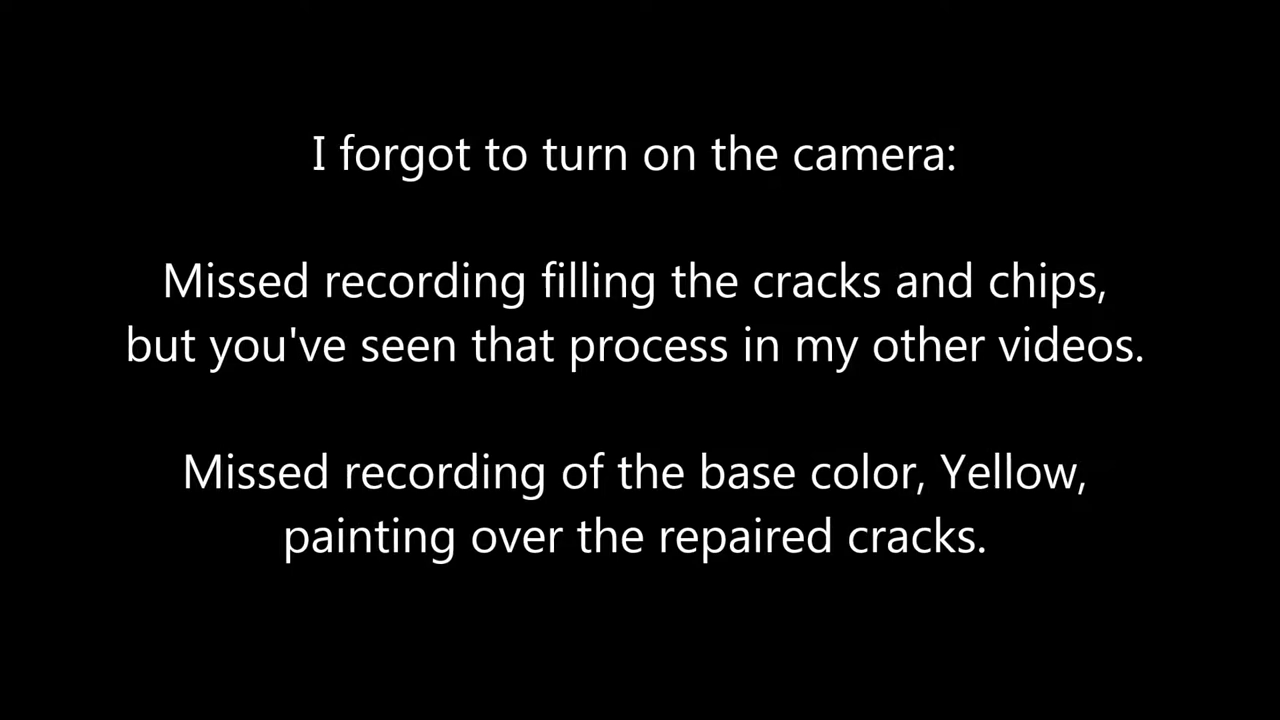 I forgot to turn on the camera:
Missed recording filling the cracks and chips,
but you've seen that process in my other videos.
Missed recording of the base color, Yellow,
painting over the repaired cracks.